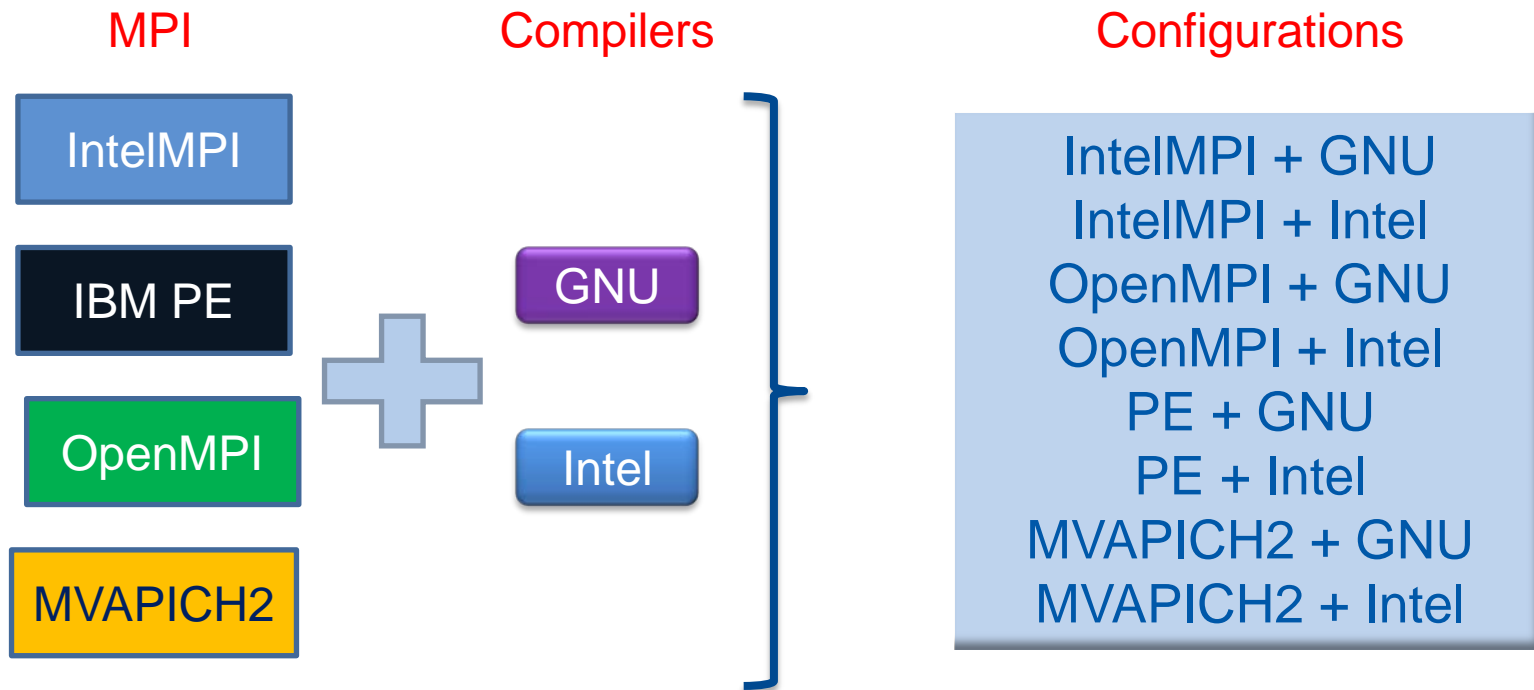 MPI
Compilers
Configurations
IntelMPI
IBM PE
OpenMPI
MVAPICH2
GNU
Intel
IntelMPI + GNU
IntelMPI + Intel
OpenMPI + GNU
OpenMPI + Intel
PE + GNU
PE + Intel
MVAPICH2 + GNU
MVAPICH2 + Intel